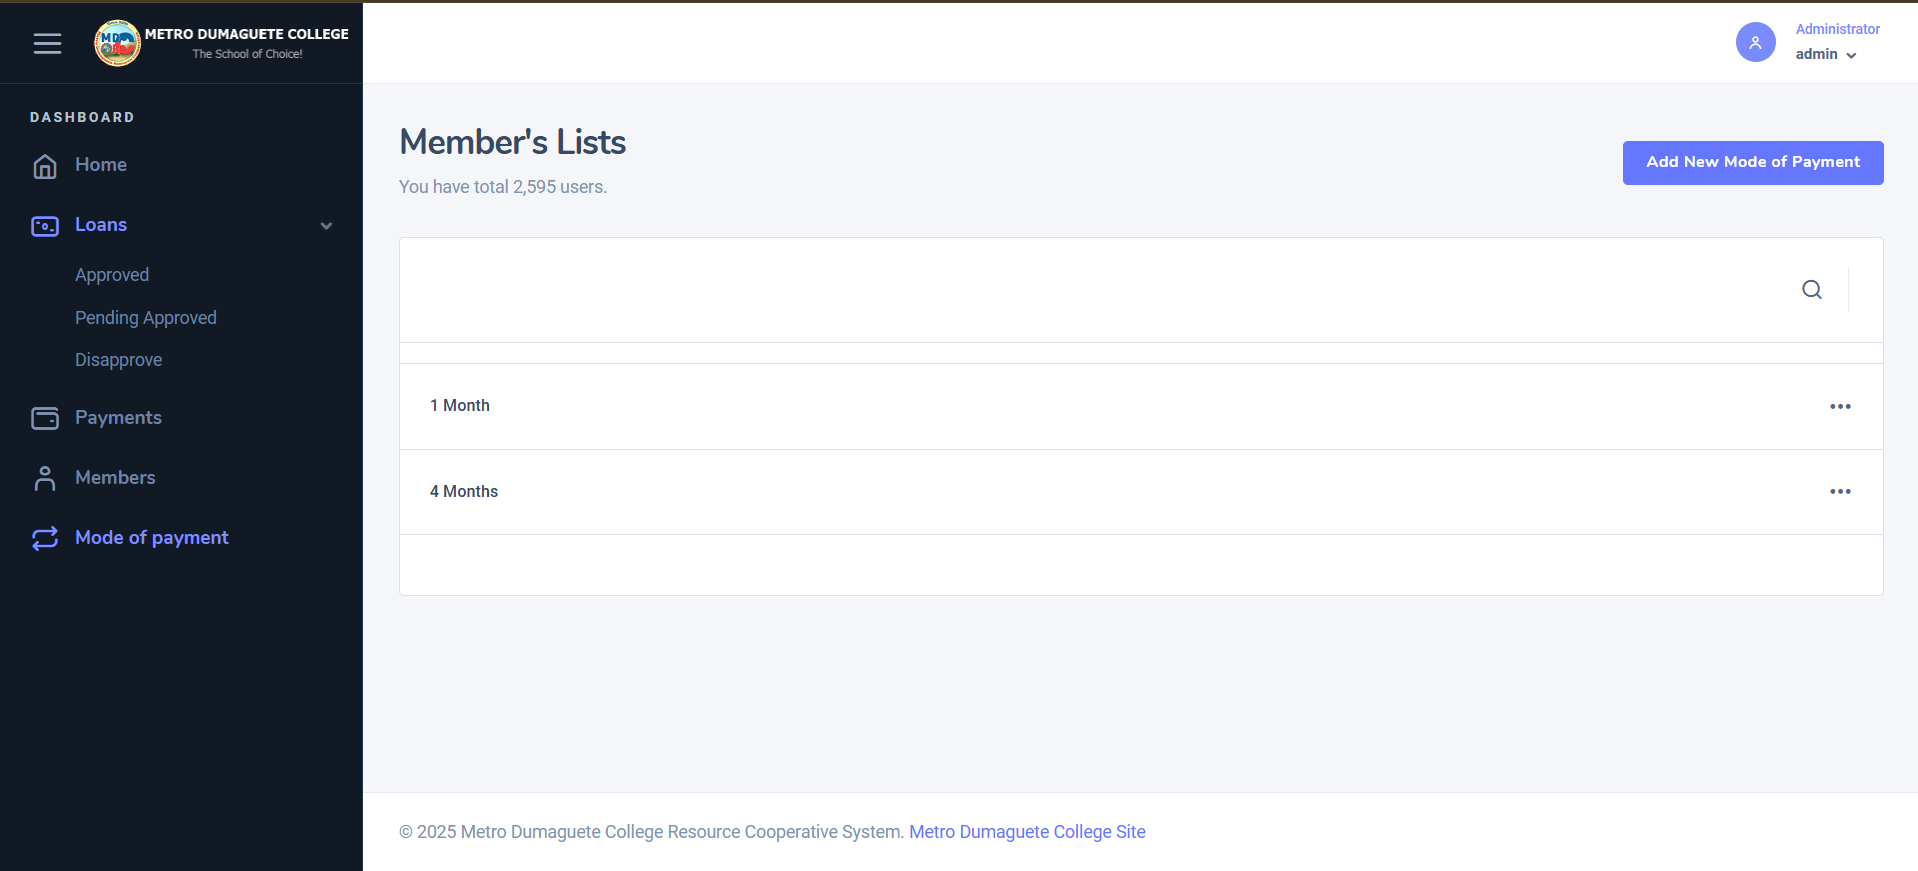 METRO DUMAGUETE COLLEGE
The School of Choice!
Administrator
admin
DASHBOARD
Home
Loans
Approved
Pending Approved
Disapprove
Payments
Members
Mode of payment
Member's Lists
You have total 2,595 users.
Add New Mode of Payment
1 Month
4 Months
© 2025 Metro Dumaguete College Resource Cooperative System. Metro Dumaguete College Site